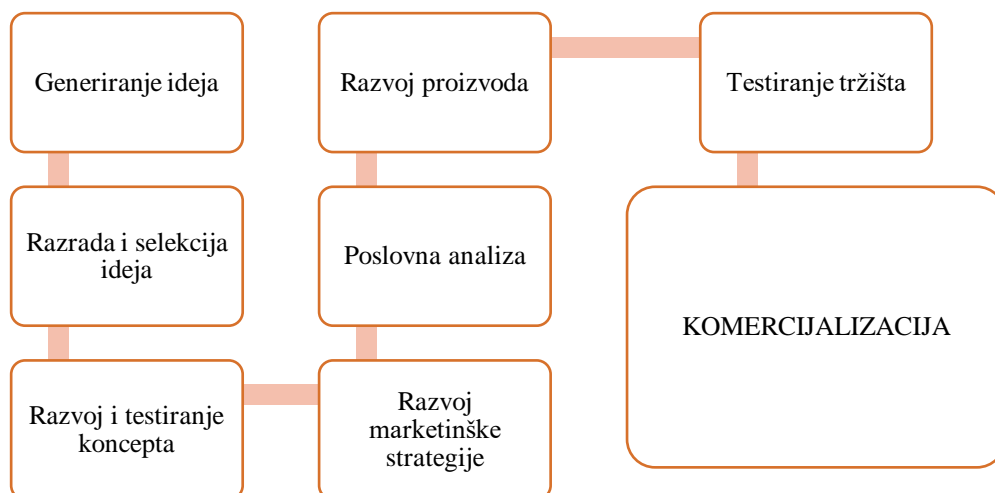 Generiranje ideja
Razrada i selekcija
ideja
Razvoj i testiranje
koncepta
Razvoj
marketinške
strategije
Poslovna analiza
Razvoj proizvoda
Testiranje tržišta
KOMERCIJALIZACIJA